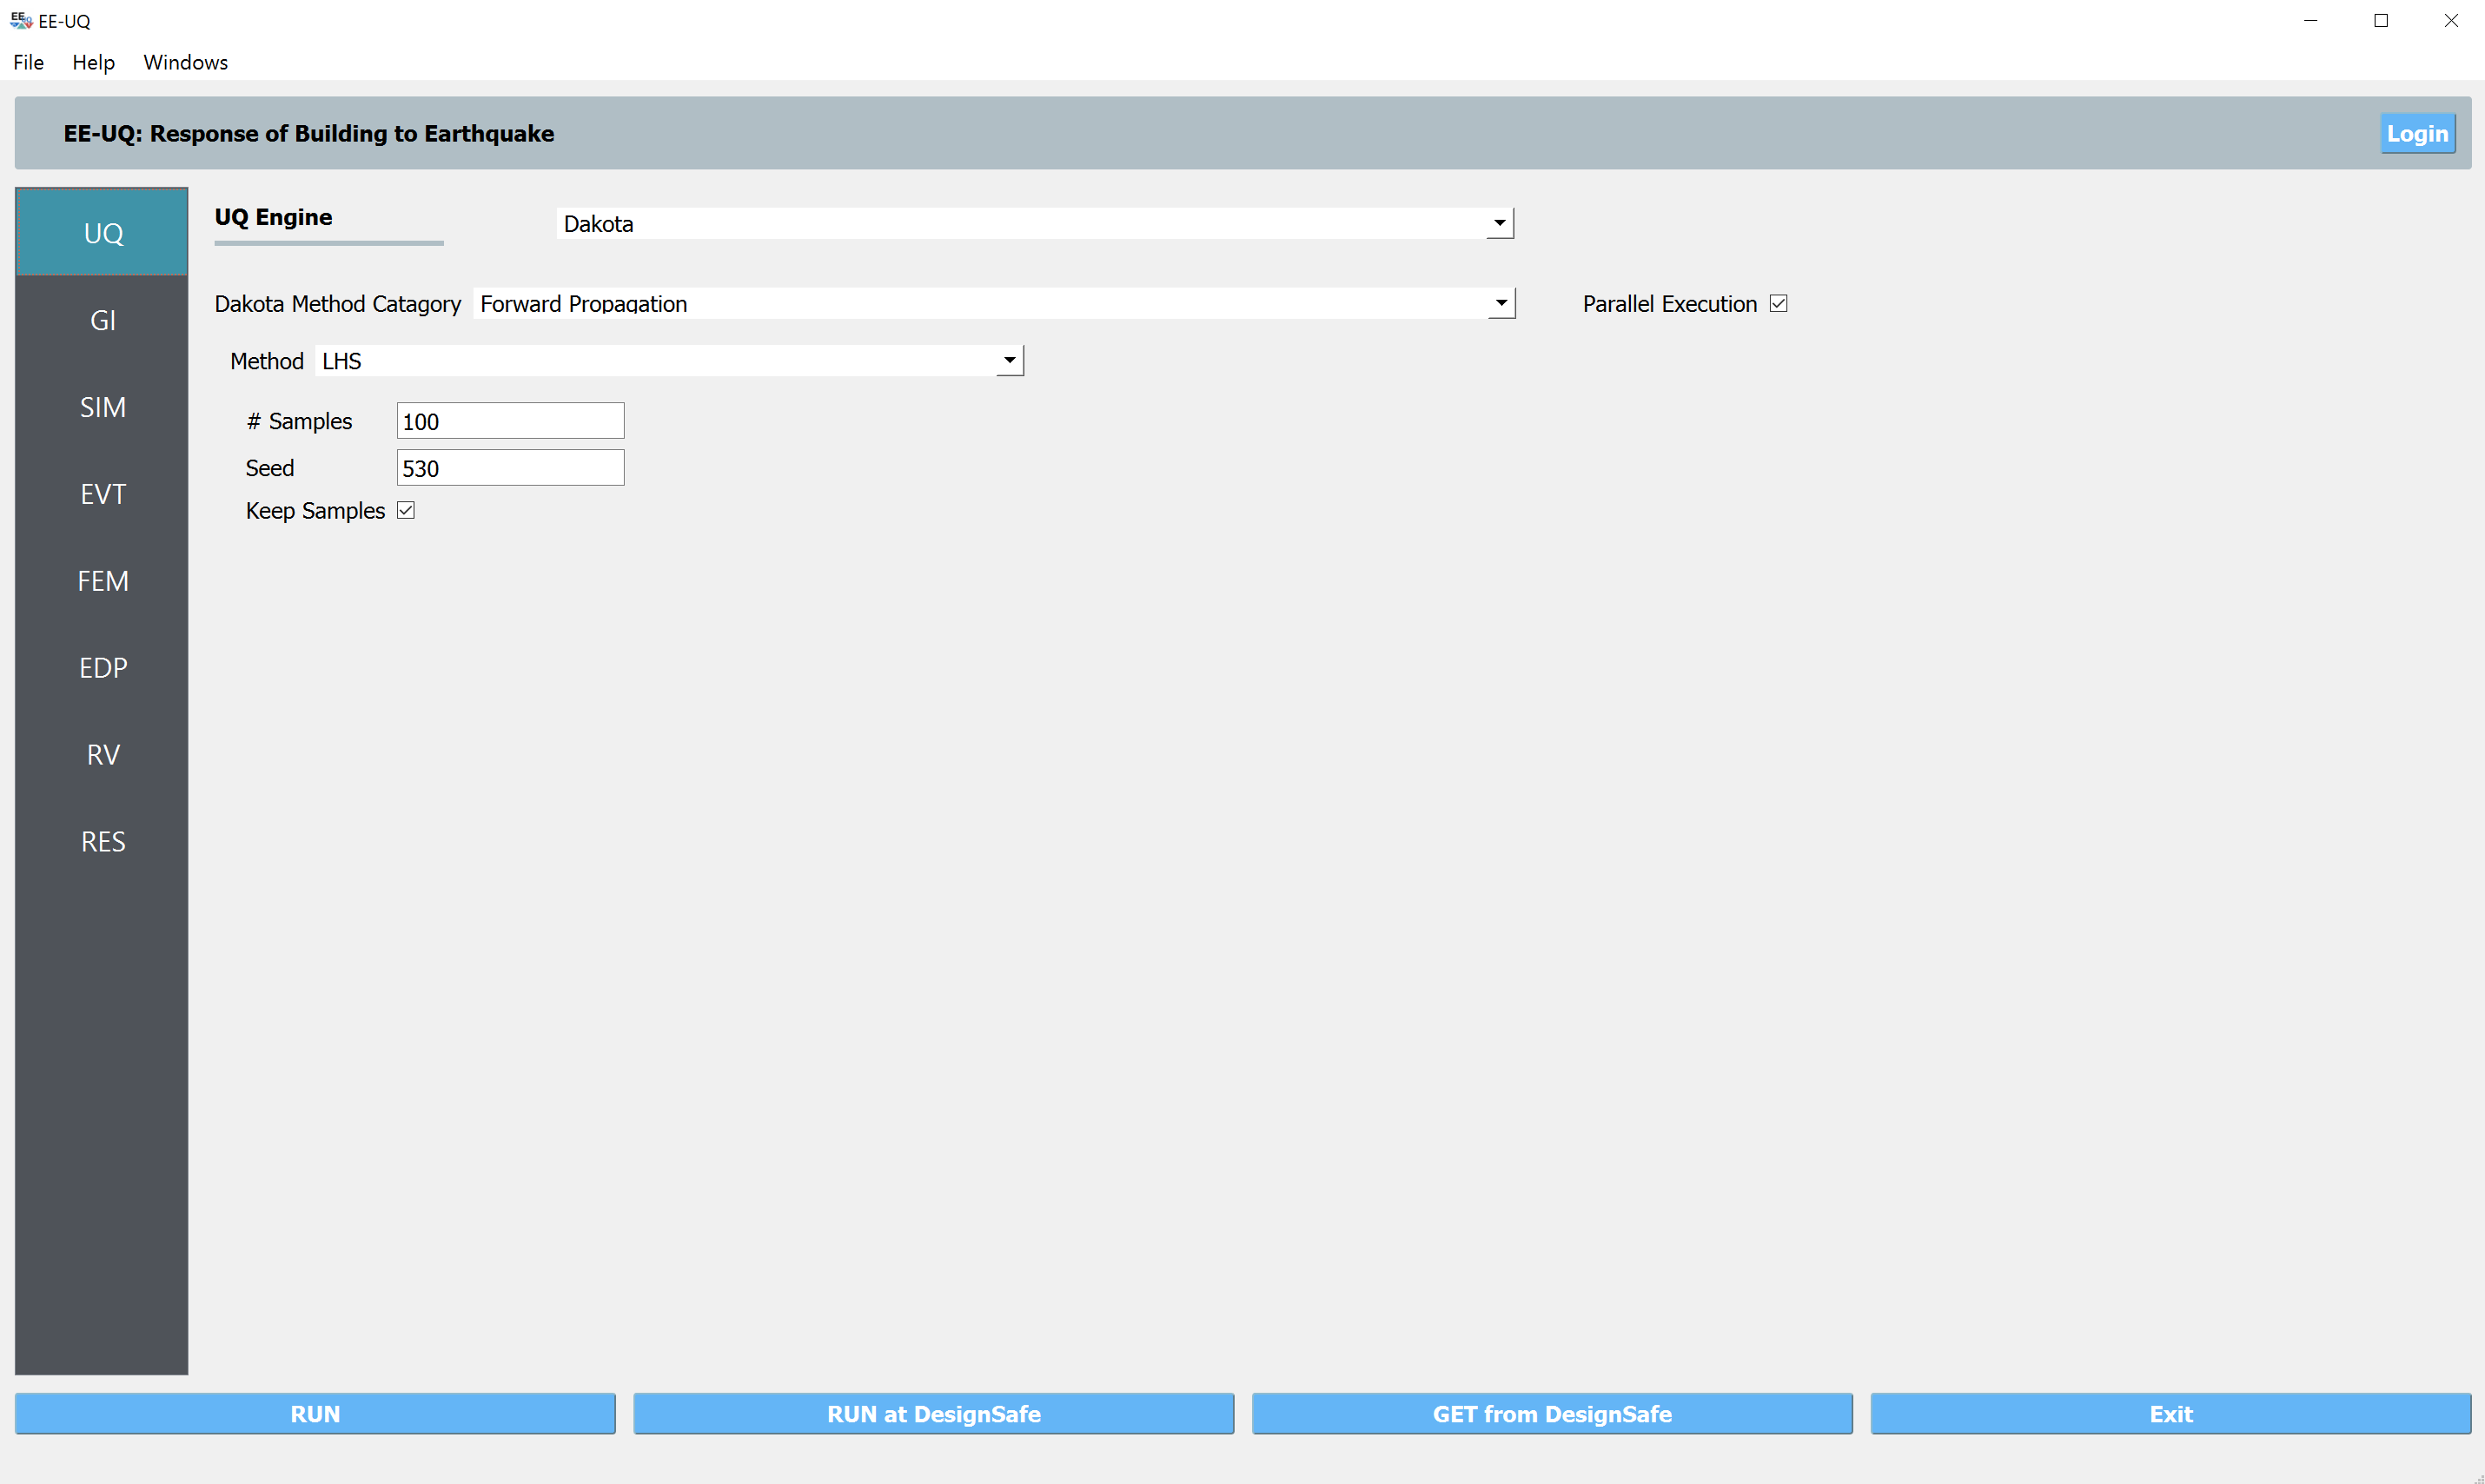 EE-UQ
File Help Windows
EE-UQ: Response of Building to Earthquake
Login
UQ
GI
SIM
EVT
FEM
EDP
RV
RES
UQ Engine Dakota
Dakota Method Catagory Forward Propagation Parallel Execution
Method LHS
# Samples 100
Seed 530
Keep Samples
RUN RUN at DesignSafe GET from DesignSafe Exit